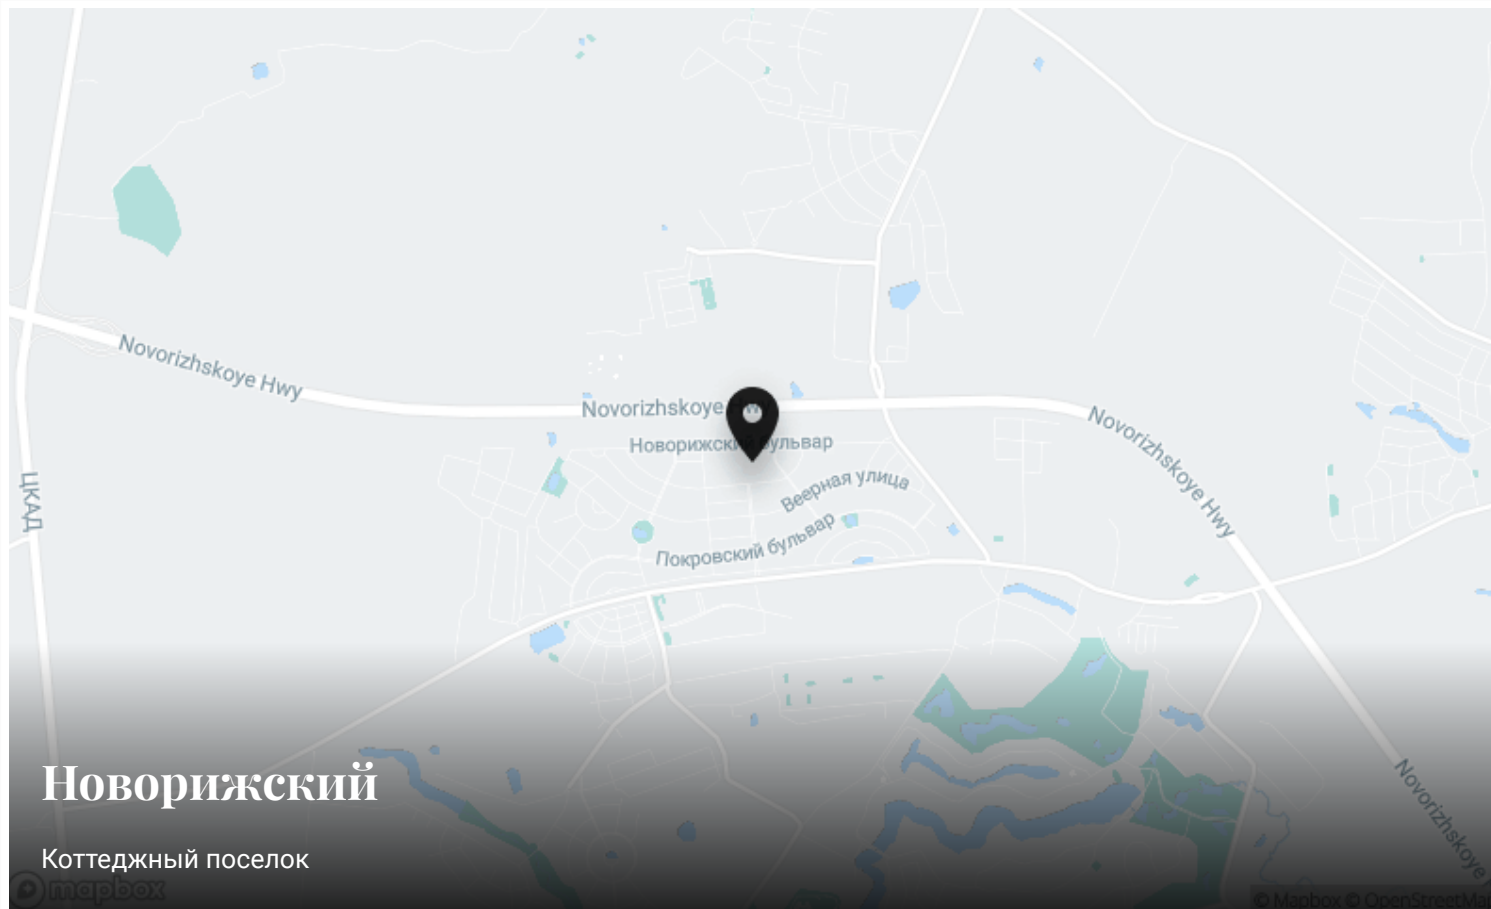 Novorizhskoye Hwy
Novorizhskoye Hwy
Novorizhskoye Hwy
Новорижский бульвар
Веерная улица
Покровский бульвар
ЦКАД
Novorizhskoye
Новорижский
Коттеджный поселок
mapbox
© Mapbox © OpenStreetMap